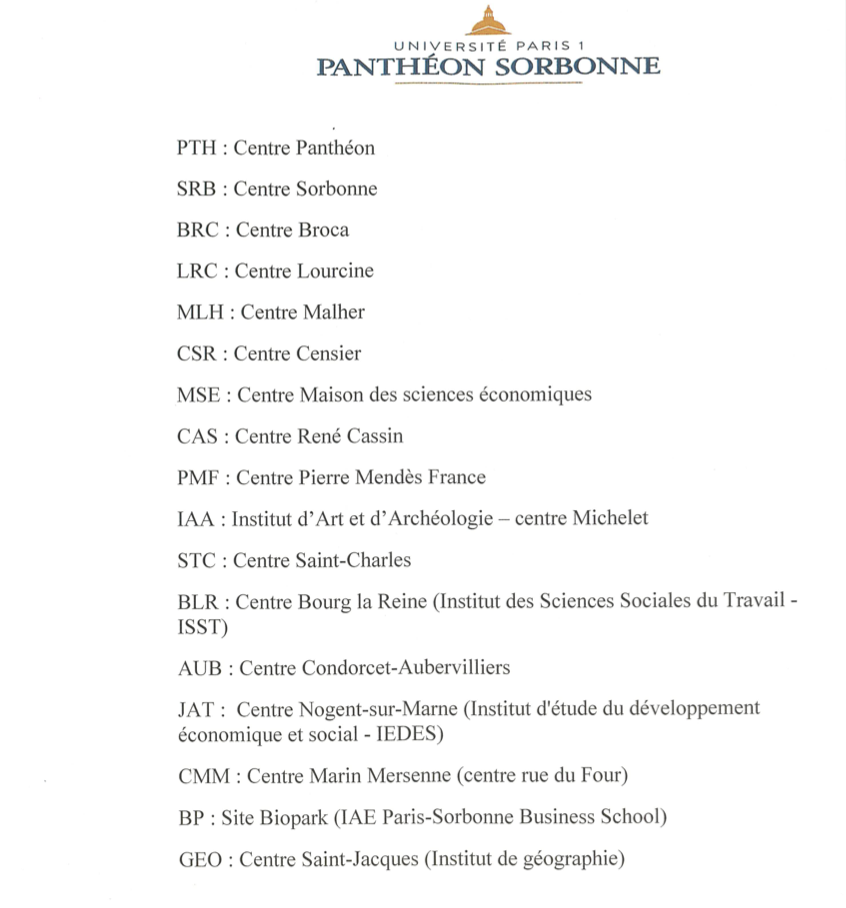 UNIVERSITÉ PARIS 1
PANTHÉON SORBONNE
PTH : Centre Panthéon
SRB : Centre Sorbonne
BRC : Centre Broca
LRC : Centre Lourcine
MLH : Centre Malher
CSR : Centre Censier
MSE : Centre Maison des sciences économiques
CAS : Centre René Cassin
PMF : Centre Pierre Mendès France
IAA : Institut d’Art et d’Archéologie – centre Michelet
STC : Centre Saint-Charles
BLR : Centre Bourg la Reine (Institut des Sciences Sociales du Travail -
ISST)
AUB : Centre Condorcet-Aubervilliers
JAT :  Centre Nogent-sur-Marne (Institut d'étude du développement
économique et social - IEDES)
CMM : Centre Marin Mersenne (centre rue du Four)
BP : Site Biopark (IAE Paris-Sorbonne Business School)
GEO : Centre Saint-Jacques (Institut de géographie)